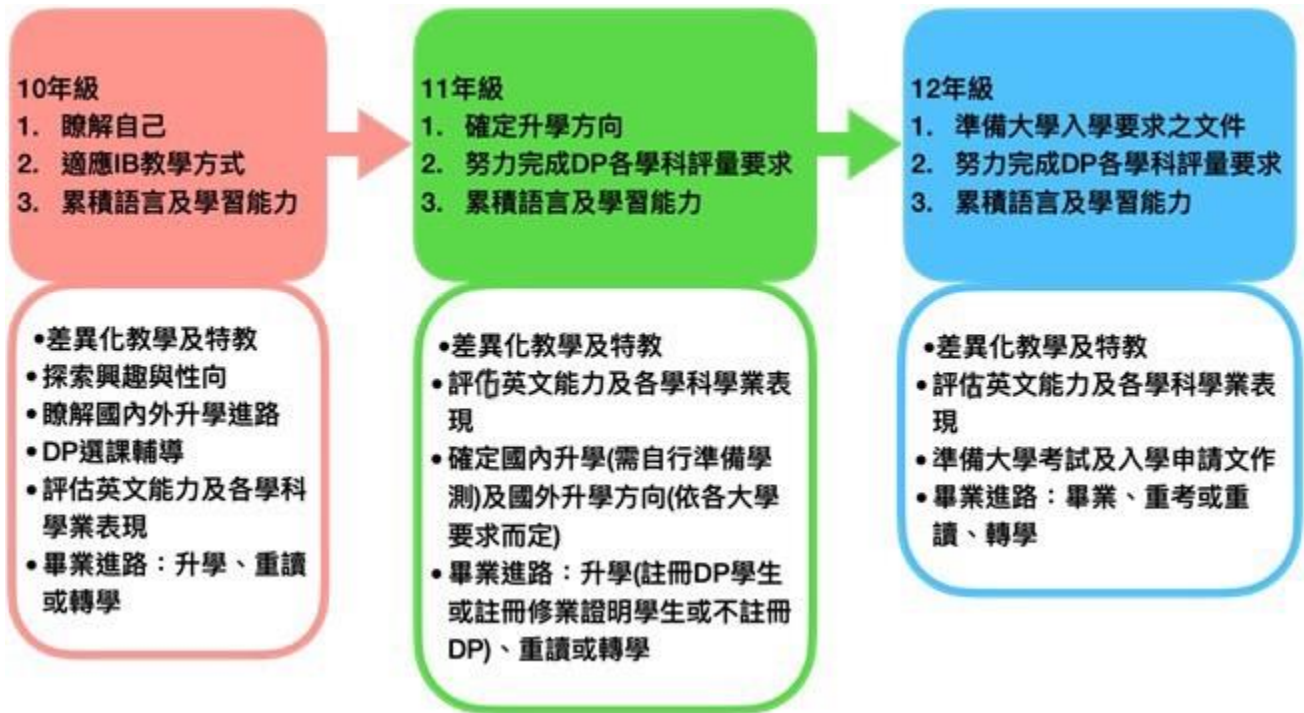 10年級
1. 瞭解自己
2. 適應IB教學方式
3. 累積語言及學習能力
•差異化教學及特教
•探索興趣與性向
•瞭解國內外升學進路
•DP選課輔導
•評估英文能力及各學科
學業表現
•畢業進路：升學、重讀
或轉學
11年級
1. 確定升學方向
2. 努力完成DP各學科評量要求
3. 累積語言及學習能力
•差異化教學及特教
•評估英文能力及各學科學業表
現
•確定國內升學(需自行準備學
測)及國外升學方向(依各大學
要求而定)
•畢業進路：升學(註冊DP學生
或註冊修業證明學生或不註冊
DP)、重讀或轉學
12年級
1. 準備大學入學要求之文件
2. 努力完成DP各學科評量要求
3. 累積語言及學習能力
•差異化教學及特教
•評估英文能力及各學科學業表
現
•準備大學考試及入學申請文作
•畢業進路：畢業、重考或重
讀、轉學